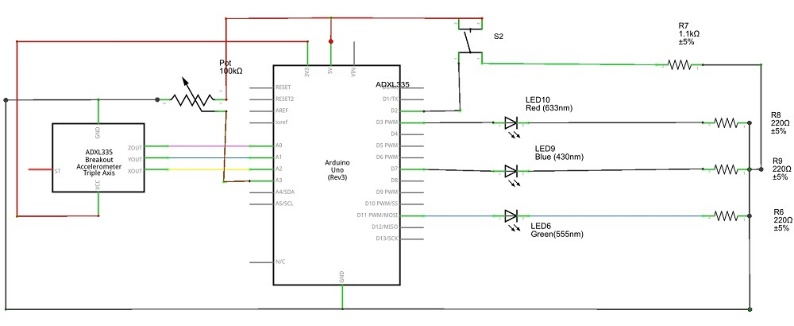 R7
1.1kΩ
±5%
S2
Pot
100kΩ
3V3
5V
VIN
ADXL335
RESET
RESET2
AREF
ioref
A0
A1
A2
A3
A4/SDA
A5/SCL
N/C
D1/TX
D2
D3 PWM
D4
D5 PWM
D6 PWM
D7
D8
D9 PWM
D10 PWM/SS
D11 PWM/MOSI
D12/MISO
D13/SCK
GND
Arduino
Uno
(Rev3)
GND
ADXL335
Breakout
Accelerometer
Triple Axis
ZOUT
YOUT
XOUT
ST
VCC
LED10
Red (633nm)
R8
220Ω
±5%
LED9
Blue (430nm)
R9
220Ω
±5%
LED6
Green(555nm)
R6
220Ω
±5%